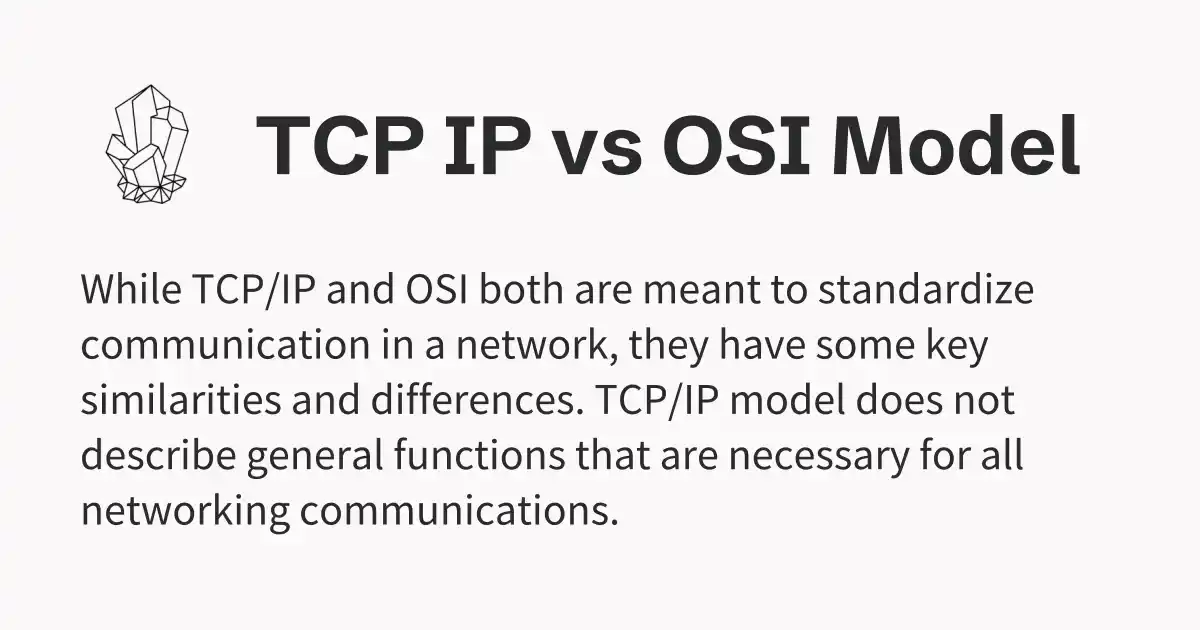 TCP IP vs OSI Model
While TCP/IP and OSI both are meant to standardize
communication in a network, they have some key
similarities and differences. TCP/IP model does not
describe general functions that are necessary for all
networking communications.